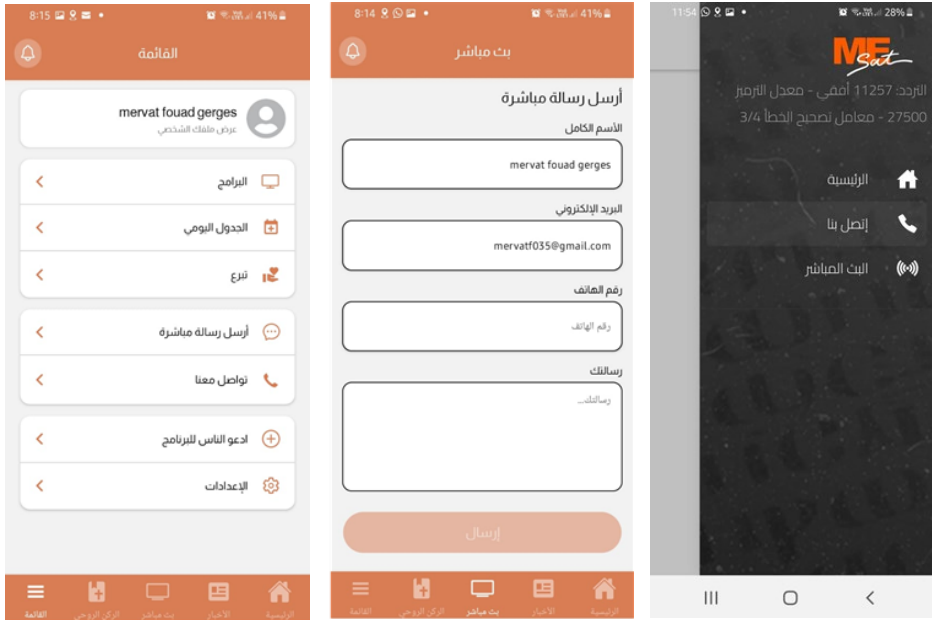 8:15
41%
القائمة
mervat fouad gerges
عرض ملفك الشخصي
البرامج
الجدول اليومي
تبرع
أرسل رسالة مباشرة
تواصل معنا
ادعو الناس للبرنامج
الإعدادات
الرئيسية
الأخبار
بث مباشر
الركن الروحي
القائمة
8:14
41%
بث مباشر
أرسل رسالة مباشرة
الأسم الكامل
mervat fouad gerges
البريد الإلكتروني
mervatf035@gmail.com
رقم الهاتف
رقم الهاتف
رسالتك
رسالتك...
إرسال
الرئيسية
الأخبار
بث مباشر
الركن الروحي
القائمة
11:54
28%
ME Sat
التردد: 11257 أفقي - معدل الترميز
27500 - معامل تصحيح الخطأ 3/4
الرئيسية
إتصل بنا
البث المباشر